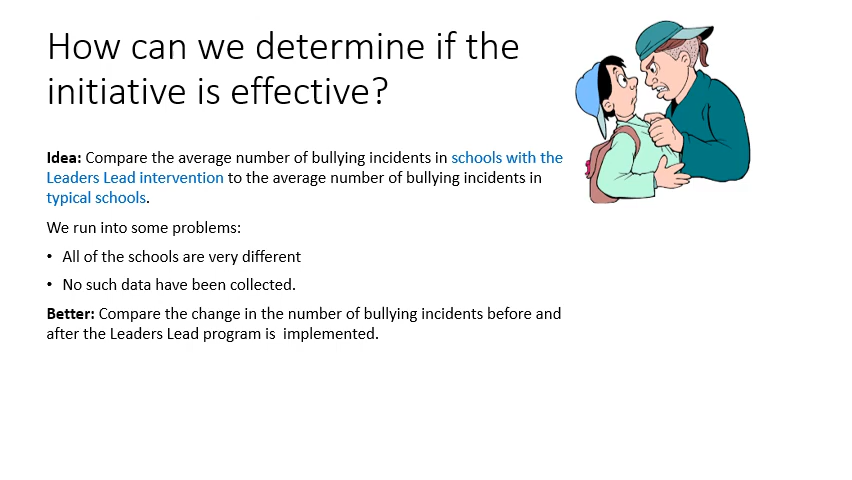 How can we determine if the
initiative is effective?
Idea: Compare the average number of bullying incidents in schools with the
Leaders Lead intervention to the average number of bullying incidents in
typical schools.
We run into some problems:
• All of the schools are very different
• No such data have been collected.
Better: Compare the change in the number of bullying incidents before and
after the Leaders Lead program is  implemented.